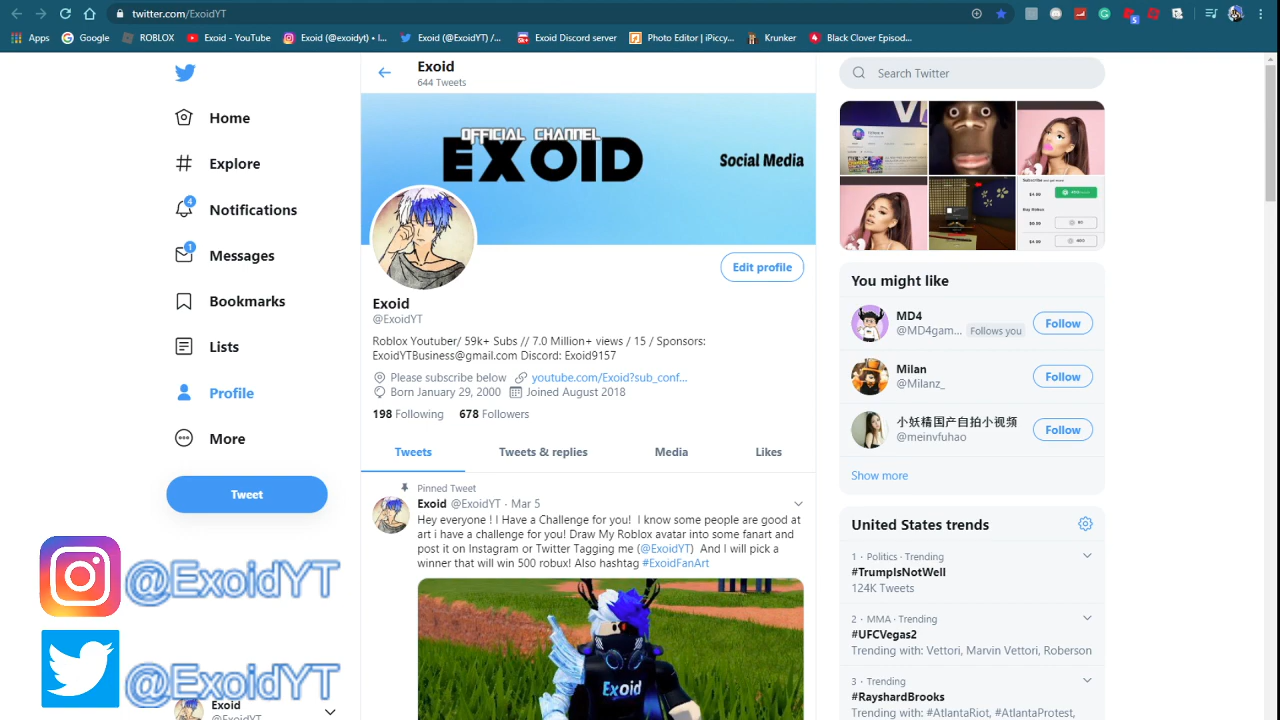 twitter.com/ExoidYT
Apps
Google
ROBLOX
Exoid - YouTube
Exoid (@exoidyt) • I...
Exoid (@ExoidYT) /...
Exoid Discord server
Photo Editor | iPiccy...
Krunker
Black Clover Episod...
Home
Explore
4
Notifications
1
Messages
Bookmarks
Lists
Profile
More
Tweet
@ExoidYT
@ExoidYT
Exoid
@ExoidYT
Exoid
644 Tweets
OFFICIAL CHANNEL
EXOID
Social Media
Edit profile
Exoid
@ExoidYT
Roblox Youtuber/ 59k+ Subs // 7.0 Million+ views / 15 / Sponsors:
ExoidYTBusiness@gmail.com Discord: Exoid9157
Please subscribe below
youtube.com/Exoid?sub_conf...
Born January 29, 2000
Joined August 2018
198 Following
678 Followers
Tweets
Tweets & replies
Media
Likes
Pinned Tweet
Exoid @ExoidYT · Mar 5
Hey everyone ! I Have a Challenge for you! I know some people are good at
art i have a challenge for you! Draw My Roblox avatar into some fanart and
post it on Instagram or Twitter Tagging me (@ExoidYT) And I will pick a
winner that will win 500 robux! Also hashtag #ExoidFanArt
Exoid
Search Twitter
You might like
MD4
@MD4gam... Follows you
Follow
Milan
@Milanz_
Follow
小妖精国产自拍小视频
@meinvfuhao
Follow
Show more
United States trends
1 · Politics · Trending
#TrumpIsNotWell
124K Tweets
2 · MMA · Trending
#UFCVegas2
Trending with: Vettori, Marvin Vettori, Roberson
3 · Trending
#RayshardBrooks
Trending with: #AtlantaRiot, #AtlantaProtest,